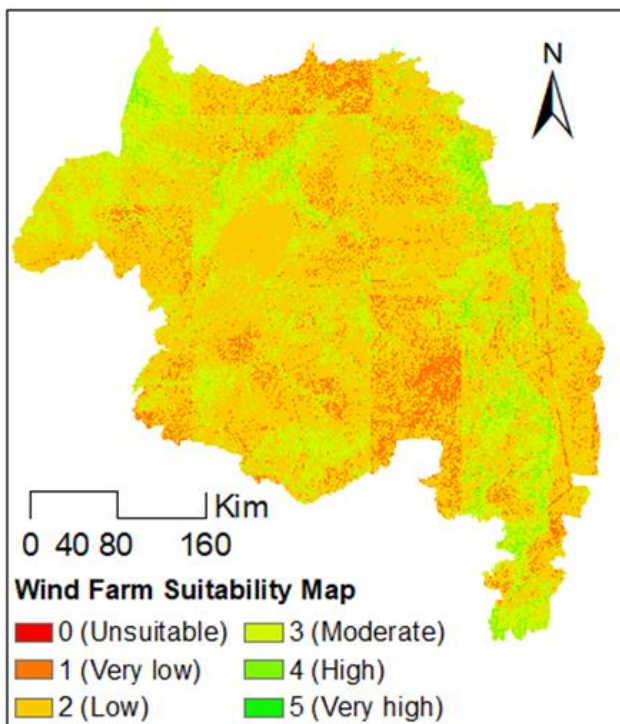 N
Kim
0 40 80 160
Wind Farm Suitability Map
0 (Unsuitable) 3 (Moderate)
1 (Very low) 4 (High)
2 (Low) 5 (Very high)